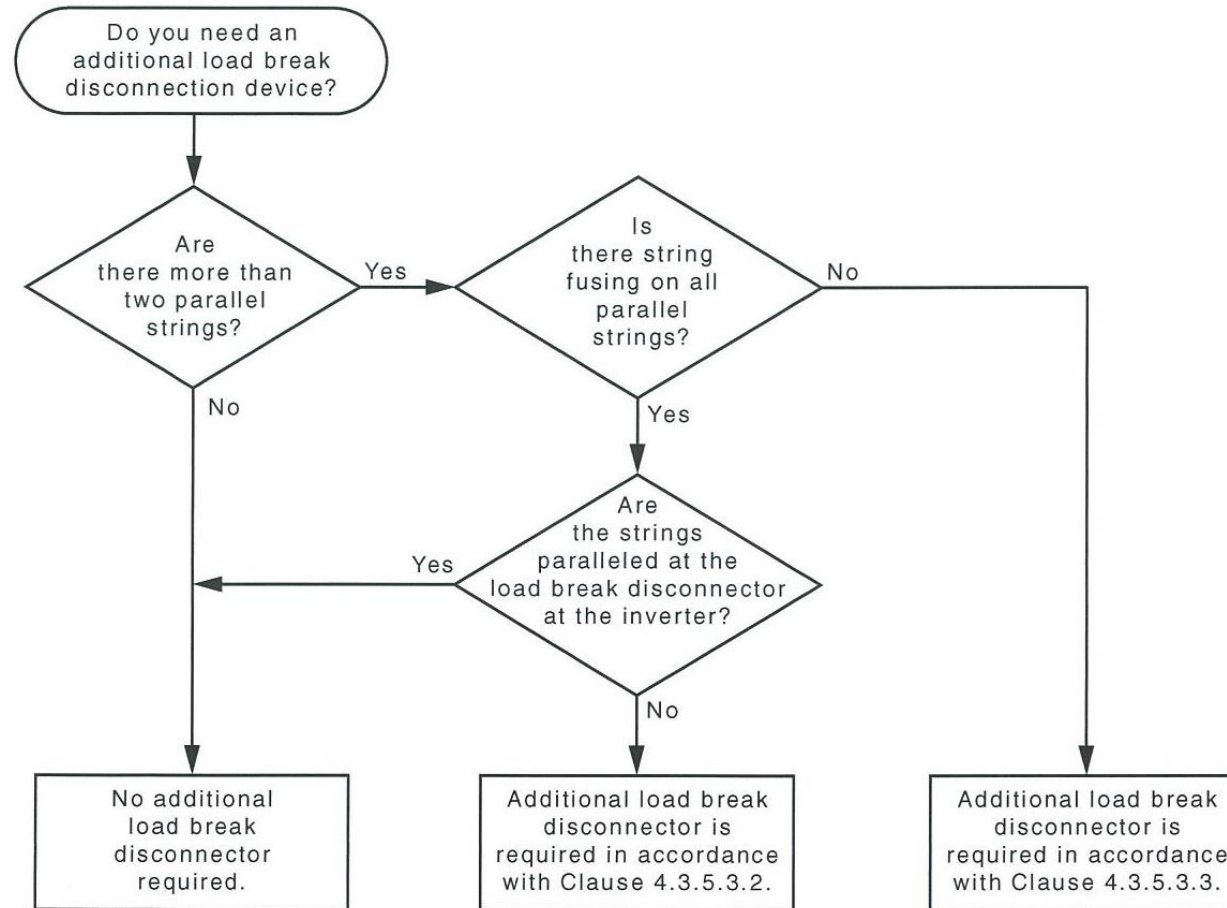 Do you need an
additional load break
disconnection device?
Are
there more than
two parallel
strings?
Yes
No
Is
there string
fusing on all
parallel
strings?
No
Yes
Are
the strings
paralleled at the
load break disconnector
at the inverter?
Yes
No
No additional
load break
disconnector
required.
Additional load break
disconnector is
required in accordance
with Clause 4.3.5.3.2.
Additional load break
disconnector is
required in accordance
with Clause 4.3.5.3.3.